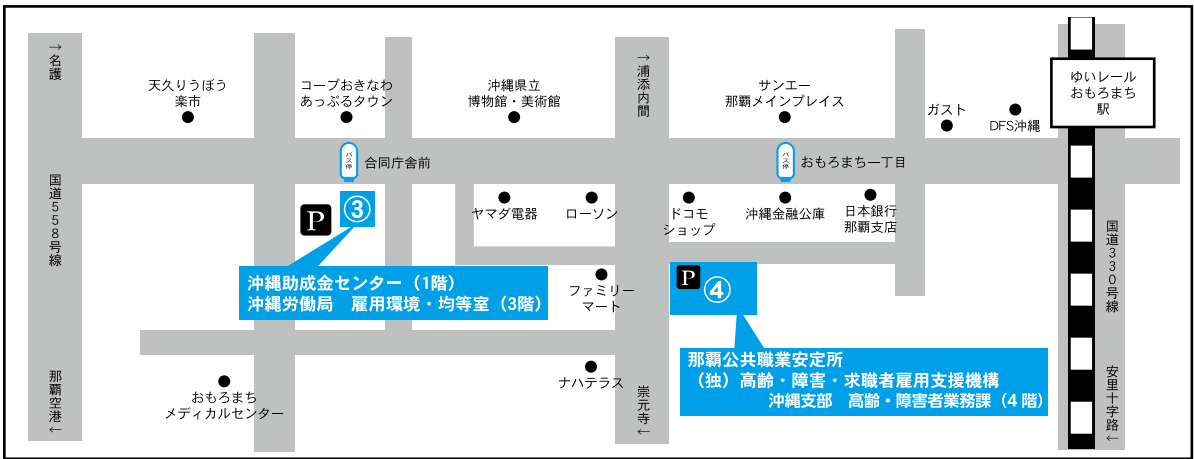 →名護
天久りうぼう
楽市
コープおきなわ
あっぷるタウン
沖縄県立
博物館・美術館
→浦添内間
サンエー
那覇メインプレイス
ガスト
DFS沖縄
ゆいレール
おもろまち
駅
バス停
合同庁舎前
バス停
おもろまち一丁目
国道558号線
P
③
ヤマダ電器
ローソン
ドコモ
ショップ
沖縄金融公庫
日本銀行
那覇支店
国道330号線
沖縄助成金センター（1階）
沖縄労働局　雇用環境・均等室（3階）
ファミリー
マート
P
④
那覇公共職業安定所
（独）高齢・障害・求職者雇用支援機構
沖縄支部　高齢・障害者業務課（4階）
那覇空港←
おもろまち
メディカルセンター
ナハテラス
崇元寺←
安里十字路←